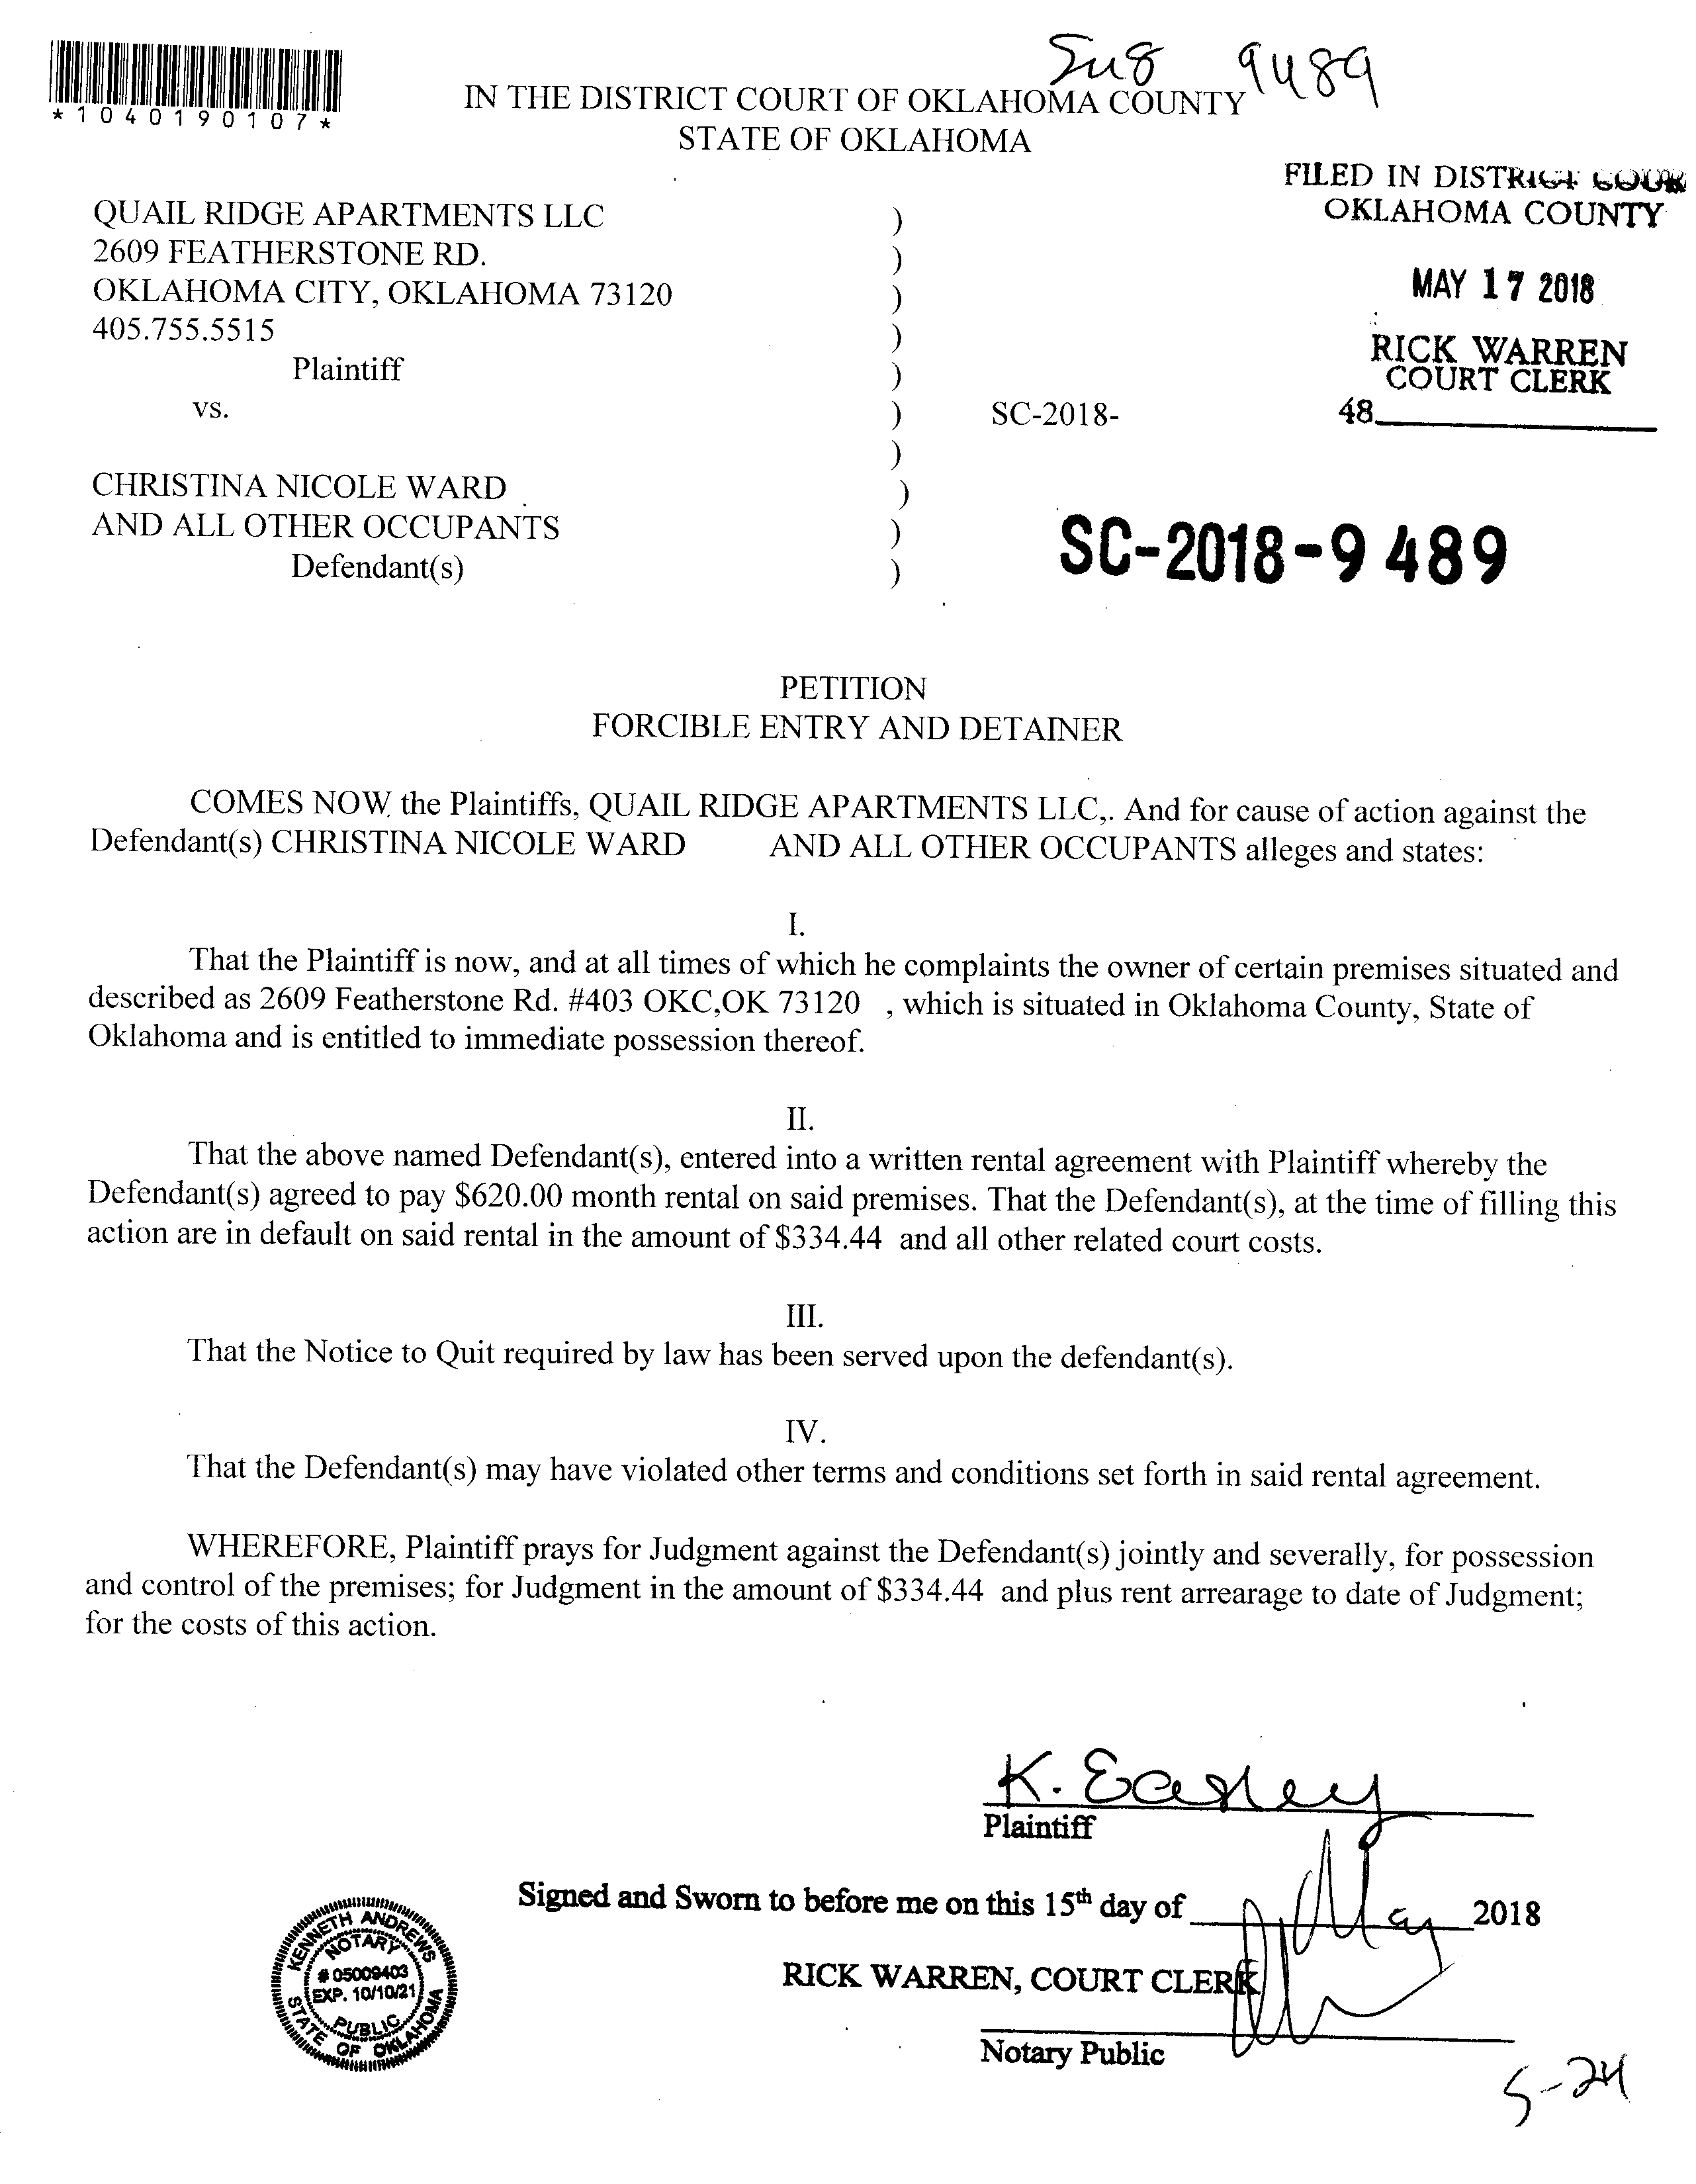 Sub 9489
*1040190107*
IN THE DISTRICT COURT OF OKLAHOMA COUNTY
STATE OF OKLAHOMA
FILED IN DISTRICT COUR
OKLAHOMA COUNTY
MAY 17 2018
RICK WARREN
COURT CLERK
48
QUAIL RIDGE APARTMENTS LLC )
2609 FEATHERSTONE RD. )
OKLAHOMA CITY, OKLAHOMA 73120 )
405.755.5515 )
Plaintiff )
vs. ) SC-2018-
)
CHRISTINA NICOLE WARD )
AND ALL OTHER OCCUPANTS )
Defendant(s) )
SC-2018-9489
PETITION
FORCIBLE ENTRY AND DETAINER
COMES NOW, the Plaintiffs, QUAIL RIDGE APARTMENTS LLC,. And for cause of action against the
Defendant(s) CHRISTINA NICOLE WARD AND ALL OTHER OCCUPANTS alleges and states:
I.
That the Plaintiff is now, and at all times of which he complaints the owner of certain premises situated and
described as 2609 Featherstone Rd. #403 OKC,OK 73120 , which is situated in Oklahoma County, State of
Oklahoma and is entitled to immediate possession thereof.
II.
That the above named Defendant(s), entered into a written rental agreement with Plaintiff whereby the
Defendant(s) agreed to pay $620.00 month rental on said premises. That the Defendant(s), at the time of filling this
action are in default on said rental in the amount of $334.44 and all other related court costs.
III.
That the Notice to Quit required by law has been served upon the defendant(s).
IV.
That the Defendant(s) may have violated other terms and conditions set forth in said rental agreement.
WHEREFORE, Plaintiff prays for Judgment against the Defendant(s) jointly and severally, for possession
and control of the premises; for Judgment in the amount of $334.44 and plus rent arrearage to date of Judgment;
for the costs of this action.
K. Easley
Plaintiff
Signed and Sworn to before me on this 15th day of May 2018
RICK WARREN, COURT CLERK
Notary Public
KENNETH ANDREWS
NOTARY
# 05009403
EXP. 10/10/21
PUBLIC
STATE OF OKLAHOMA
5-24